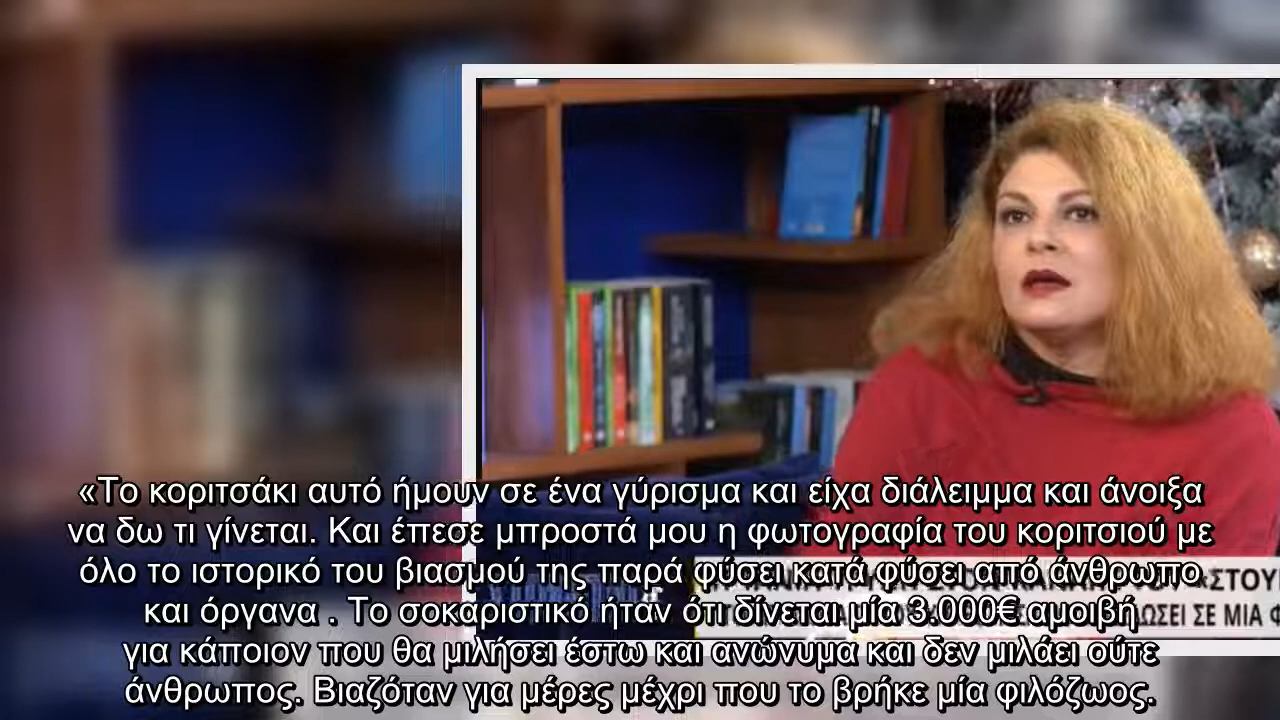 «Το κοριτσάκι αυτό ήμουν σε ένα γύρισμα και είχα διάλειμμα και άνοιξα
να δω τι γίνεται. Και έπεσε μπροστά μου η φωτογραφία του κοριτσιού με
όλο το ιστορικό του βιασμού της παρά φύσει κατά φύσει από άνθρωπο
και όργανα . Το σοκαριστικό ήταν ότι δίνεται μία 3.000€ αμοιβή
για κάποιον που θα μιλήσει έστω και ανώνυμα και δεν μιλάει ούτε
άνθρωπος. Βιαζόταν για μέρες μέχρι που το βρήκε μία φιλόζωος.
ΣΕ ΜΙΑ